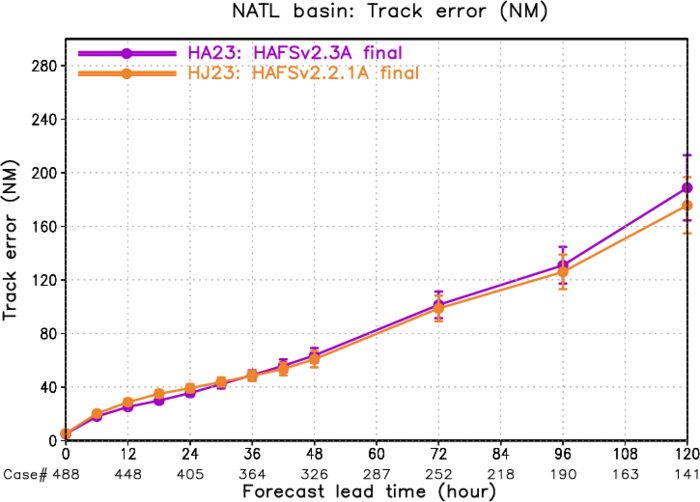 NATL basin: Track error (NM)
HA23: HAFSv2.3A final
HJ23: HAFSv2.2.1A final
Track error (NM)
280
240
200
160
120
80
40
0
0 12 24 36 48 60 72 84 96 108 120
Case# 488 448 405 364 326 287 252 218 190 163 141
Forecast lead time (hour)